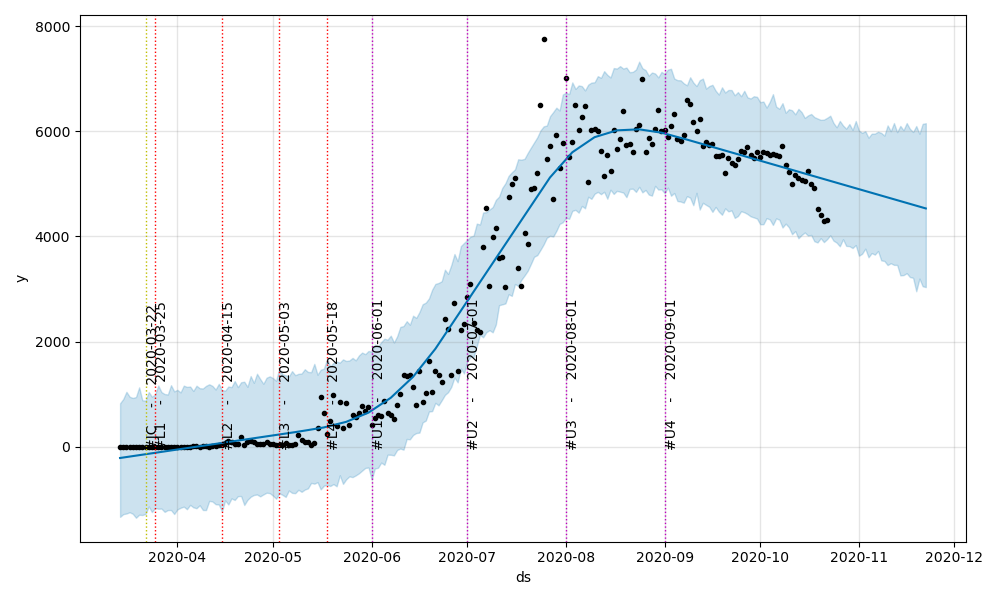 8000
6000
4000
2000
0
y
#JC - 2020-03-22
#L1 - 2020-03-25
#L2 - 2020-04-15
#L3 - 2020-05-03
#L4 - 2020-05-18
#U1 - 2020-06-01
#U2 - 2020-07-01
#U3 - 2020-08-01
#U4 - 2020-09-01
2020-04
2020-05
2020-06
2020-07
2020-08
2020-09
2020-10
2020-11
2020-12
ds